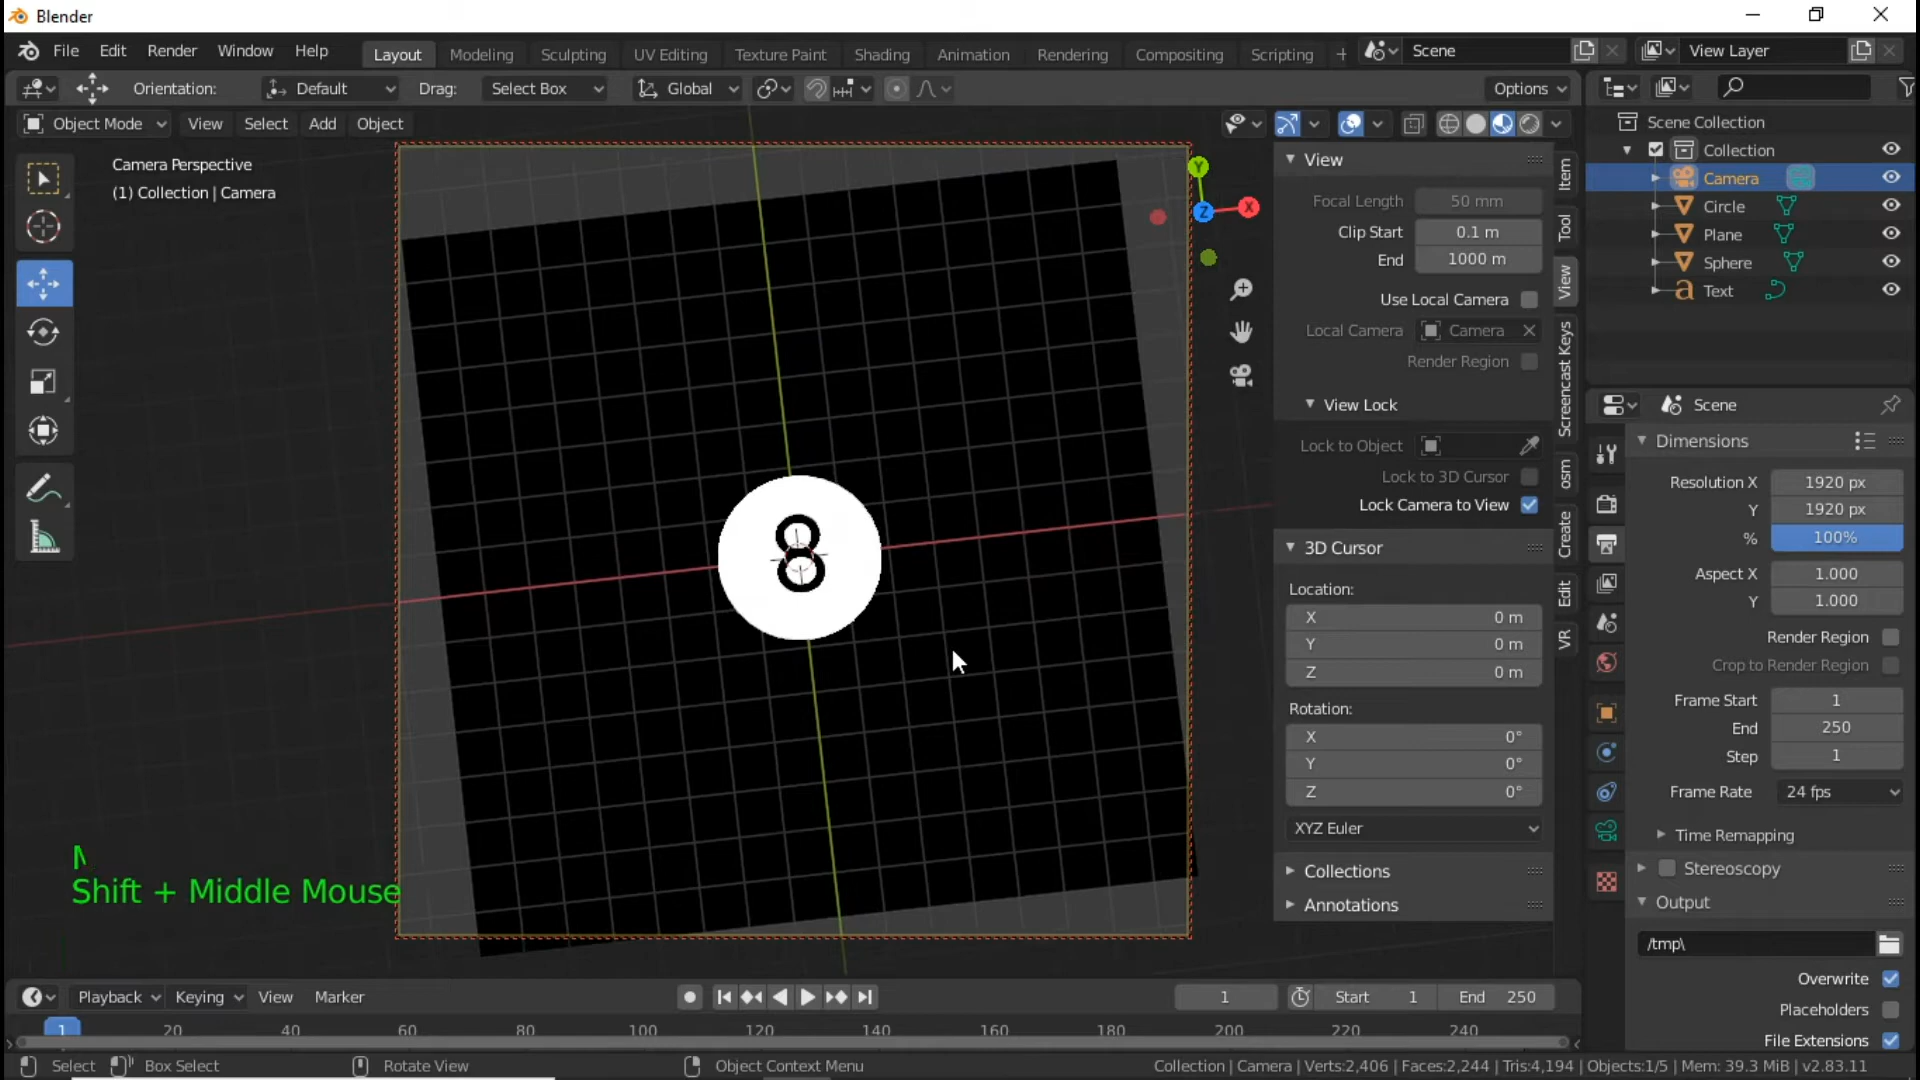 Blender
File Edit Render Window Help Layout Modeling Sculpting UV Editing Texture Paint Shading Animation Rendering Compositing Scripting + Scene View Layer
Orientation: Default Drag: Select Box Global Options
Object Mode View Select Add Object
Camera Perspective
(1) Collection | Camera
Y
Z
X
8
Shift + Middle Mouse
View
Focal Length 50 mm
Clip Start 0.1 m
End 1000 m
Use Local Camera
Local Camera Camera
Render Region
View Lock
Lock to Object
Lock to 3D Cursor
Lock Camera to View
3D Cursor
Location:
X 0 m
Y 0 m
Z 0 m
Rotation:
X 0°
Y 0°
Z 0°
XYZ Euler
Collections
Annotations
Item
Tool
View
Screencast Keys
osm
Create
Edit
VR
Scene Collection
Collection
Camera
Circle
Plane
Sphere
Text
Scene
Dimensions
Resolution X 1920 px
Y 1920 px
% 100%
Aspect X 1.000
Y 1.000
Render Region
Crop to Render Region
Frame Start 1
End 250
Step 1
Frame Rate 24 fps
Time Remapping
Stereoscopy
Output
/tmp\
Overwrite
Placeholders
File Extensions
Playback Keying View Marker 1 Start 1 End 250
1 20 40 60 80 100 120 140 160 180 200 220 240
Select Box Select Rotate View Object Context Menu Collection | Camera | Verts:2,406 | Faces:2,244 | Tris:4,194 | Objects:1/5 | Mem: 39.3 MiB | v2.83.11